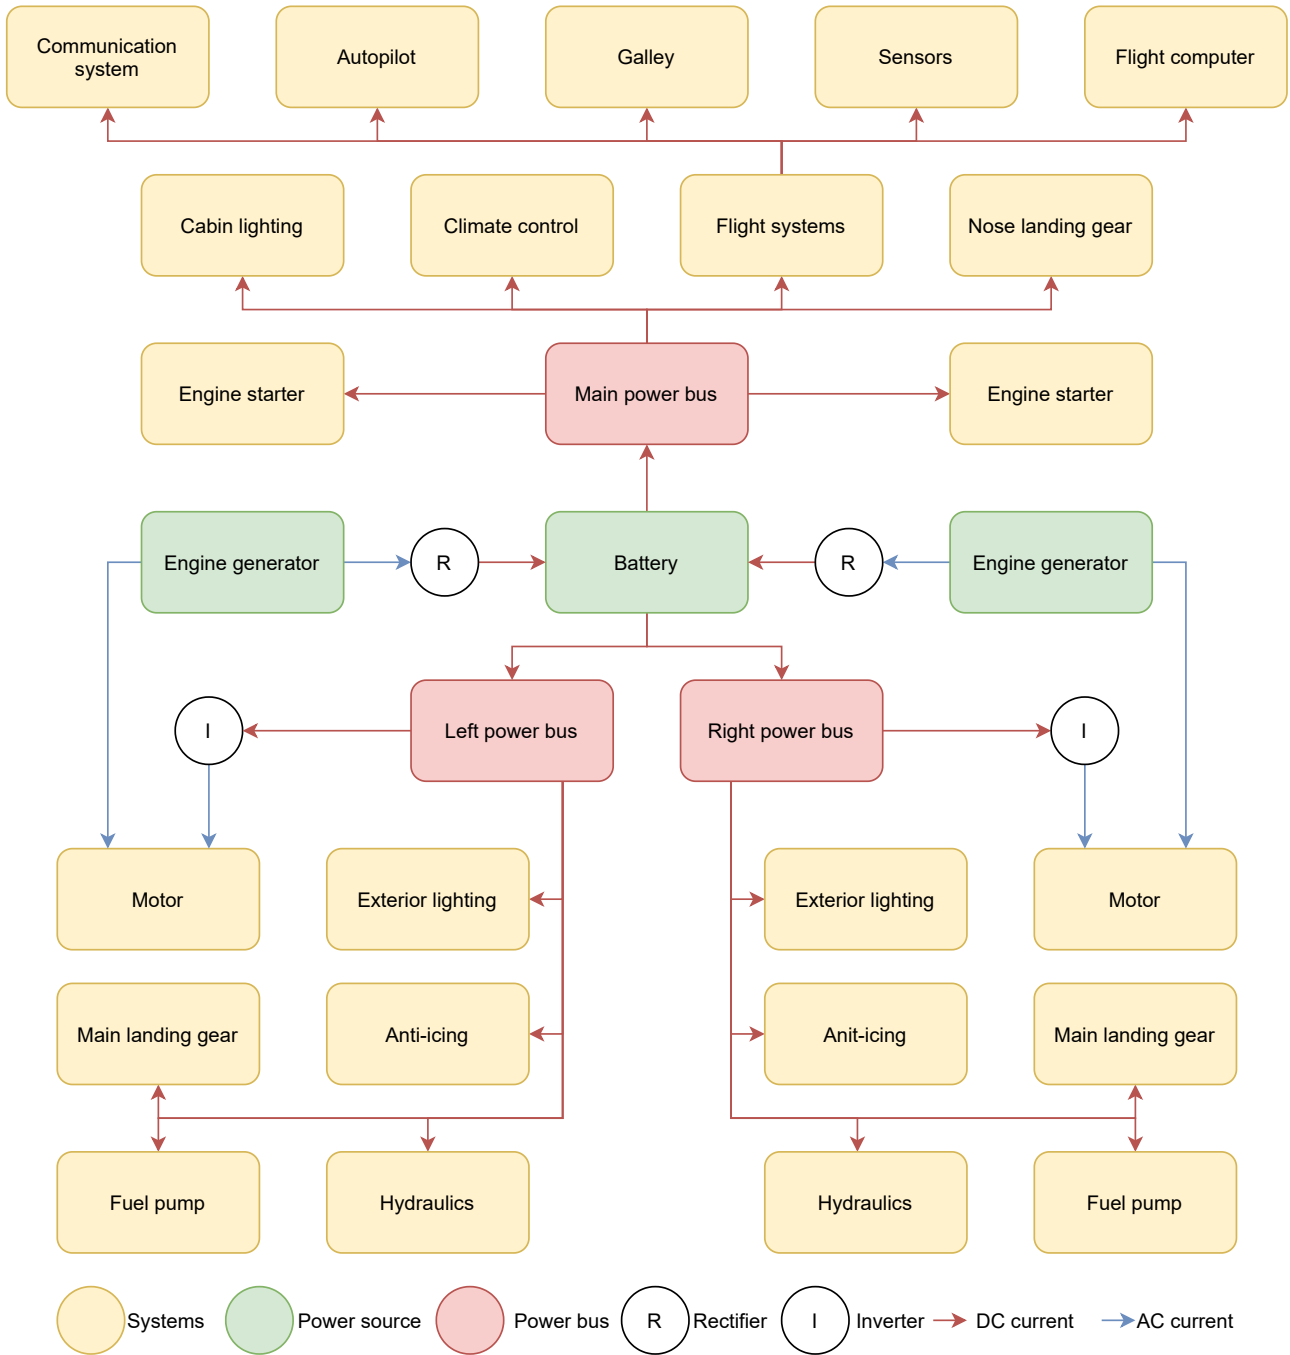 Communication
system
Autopilot
Galley
Sensors
Flight computer
Cabin lighting
Climate control
Flight systems
Nose landing gear
Engine starter
Main power bus
Engine starter
Engine generator
R
Battery
R
Engine generator
I
Left power bus
Right power bus
I
Motor
Exterior lighting
Exterior lighting
Motor
Main landing gear
Anti-icing
Anit-icing
Main landing gear
Fuel pump
Hydraulics
Hydraulics
Fuel pump
Systems
Power source
Power bus
R
Rectifier
I
Inverter
DC current
AC current